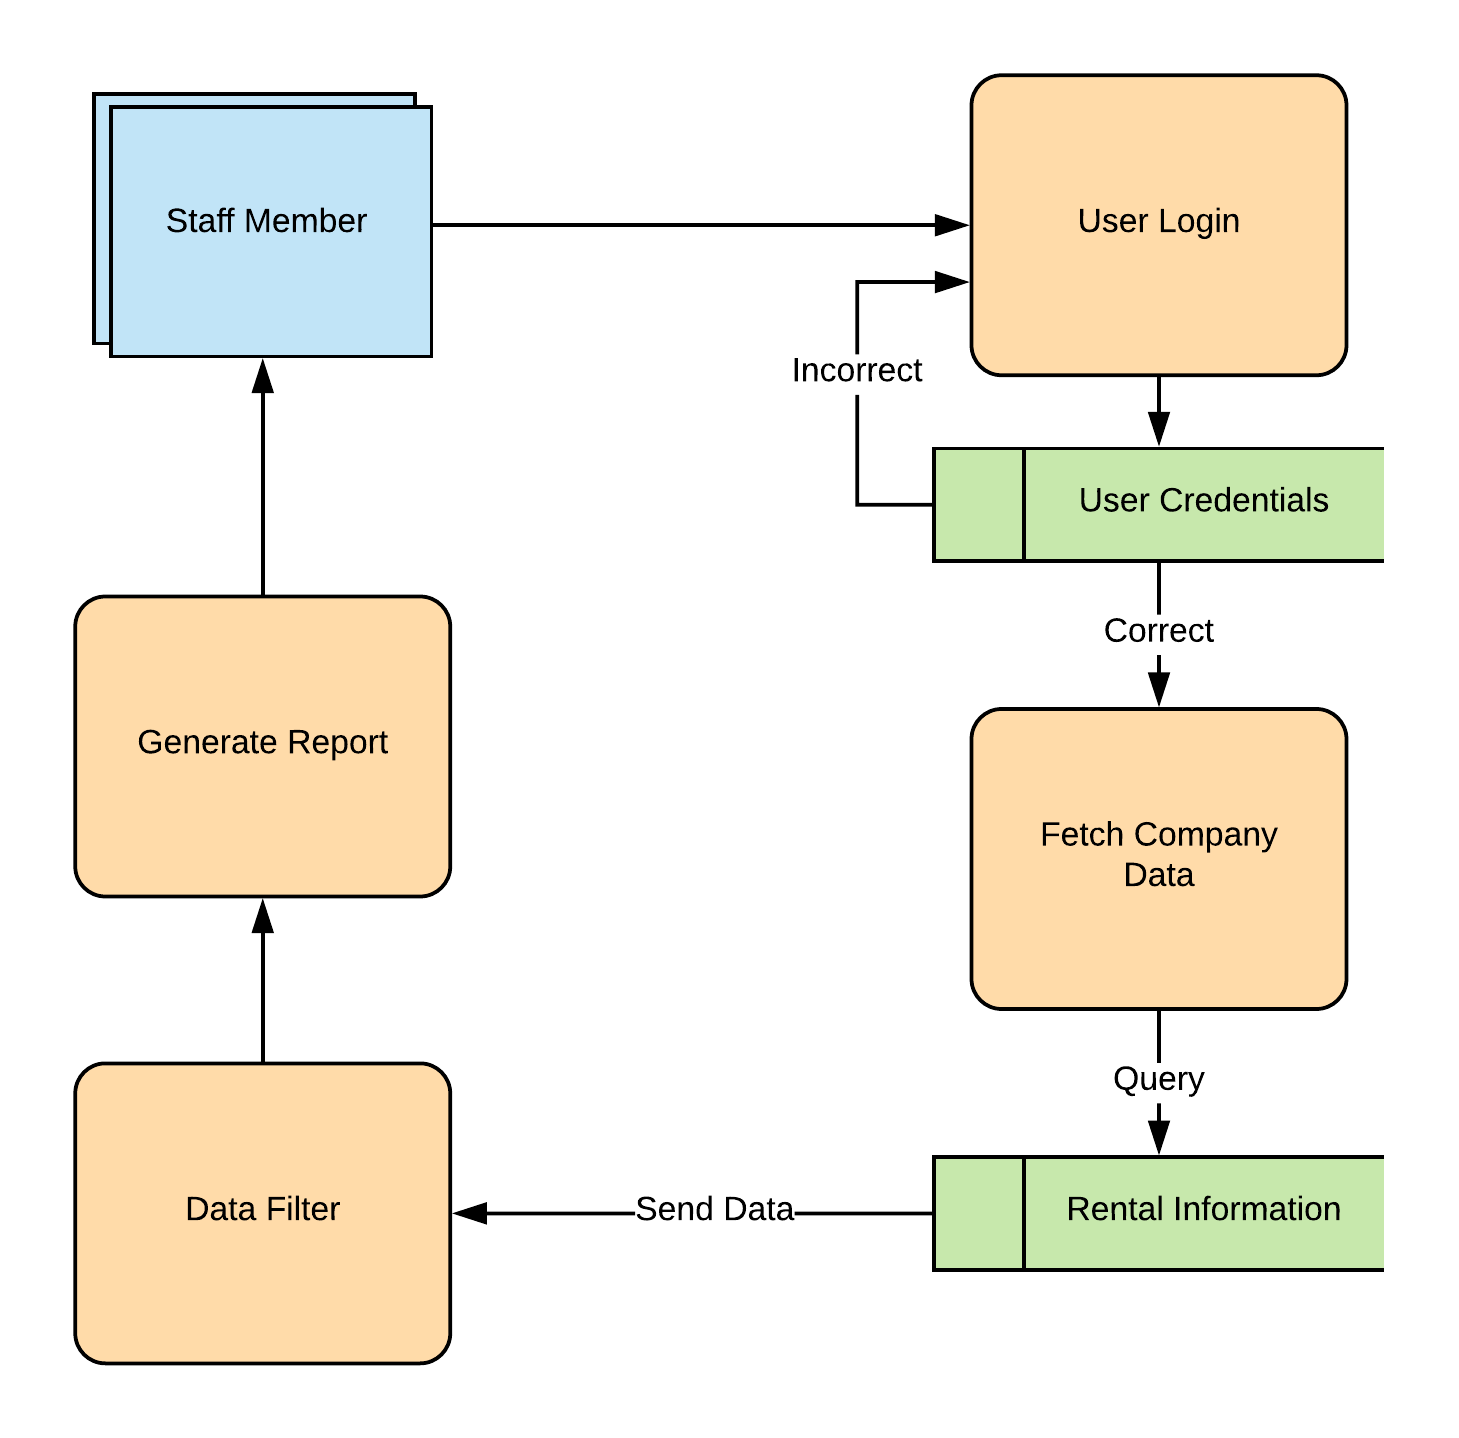 Staff Member
User Login
Incorrect
User Credentials
Correct
Generate Report
Fetch Company
Data
Query
Data Filter
Send Data
Rental Information